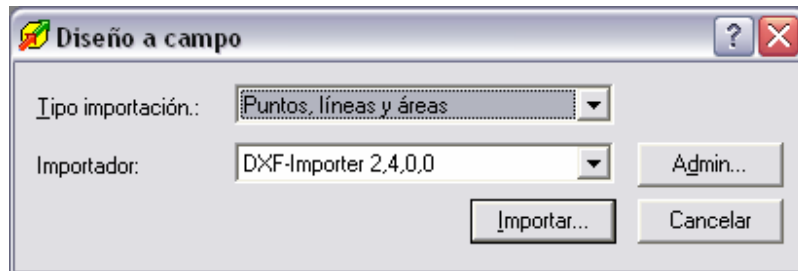 Diseño a campo
Tipo importación.: Puntos, líneas y áreas
Importador: DXF-Importer 2,4,0,0 Admin...
Importar... Cancelar